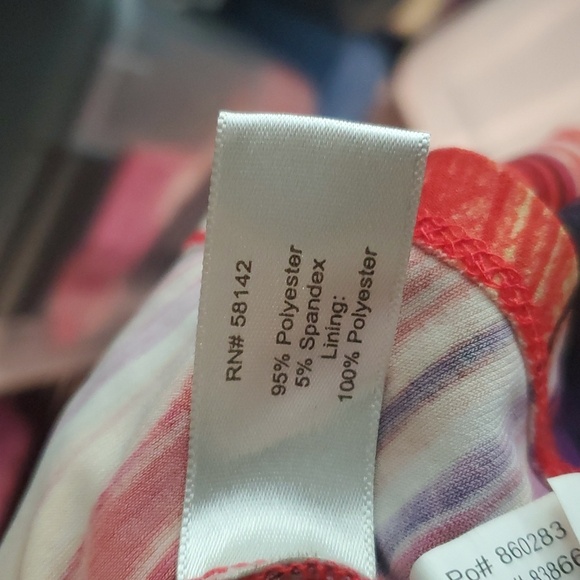 RN# 58142
95% Polyester
5% Spandex
Lining:
100% Polyester
Po# 860283